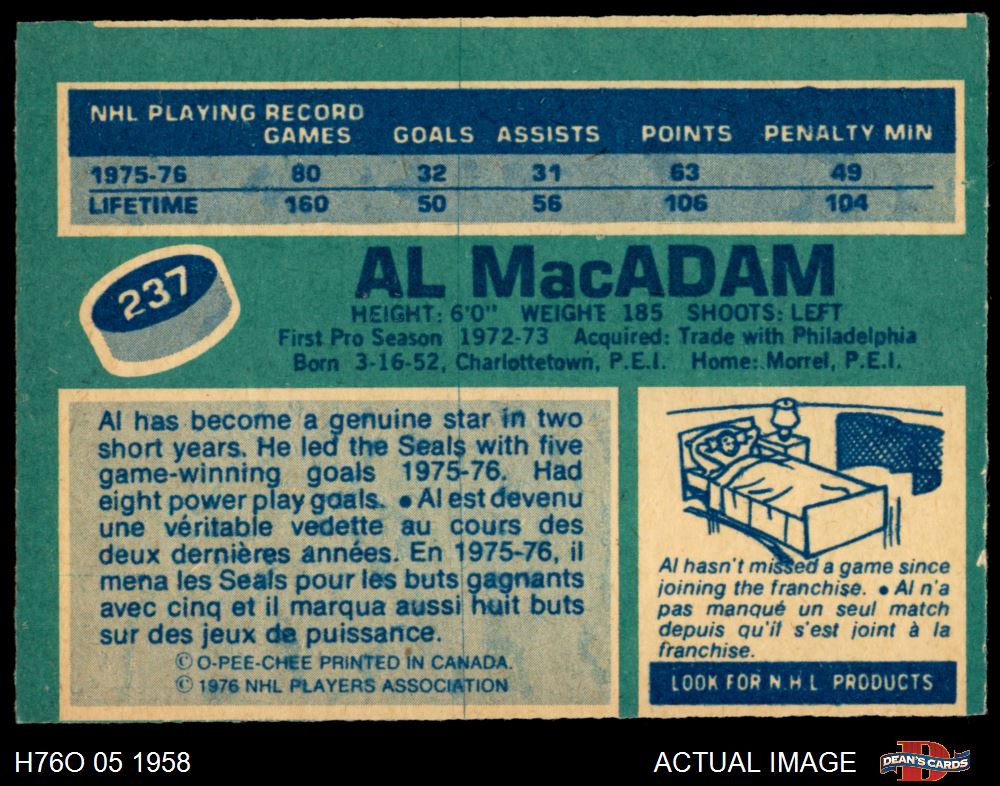 NHL PLAYING RECORD
GAMES GOALS ASSISTS POINTS PENALTY MIN
1975-76 80 32 31 63 49
LIFETIME 160 50 56 106 104
237
AL MacADAM
HEIGHT: 6'0" WEIGHT 185 SHOOTS: LEFT
First Pro Season 1972-73 Acquired: Trade with Philadelphia
Born 3-16-52, Charlottetown, P.E.I. Home: Morrel, P.E.I.
Al has become a genuine star in two
short years. He led the Seals with five
game-winning goals 1975-76. Had
eight power play goals. • Al est devenu
une véritable vedette au cours des
deux dernières années. En 1975-76, il
mena les Seals pour les buts gagnants
avec cinq et il marqua aussi huit buts
sur des jeux de puissance.
© O-PEE-CHEE PRINTED IN CANADA.
© 1976 NHL PLAYERS ASSOCIATION
Al hasn't missed a game since
joining the franchise. • Al n'a
pas manqué un seul match
depuis qu'il s'est joint à la
franchise.
LOOK FOR N.H.L PRODUCTS
H76O 05 1958
ACTUAL IMAGE
D
DEAN'S CARDS